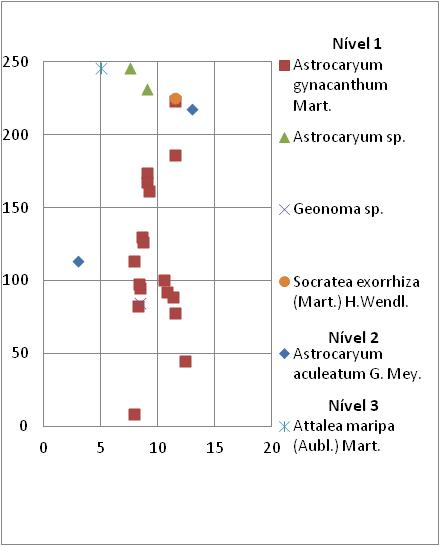 Nível 1
Astrocaryum
gynacanthum
Mart.
Astrocaryum sp.
Geonoma sp.
Socratea exorrhiza
(Mart.) H.Wendl.
Nível 2
Astrocaryum
aculeatum G. Mey.
Nível 3
Attalea maripa
(Aubl.) Mart.
250
200
150
100
50
0
0 5 10 15 20